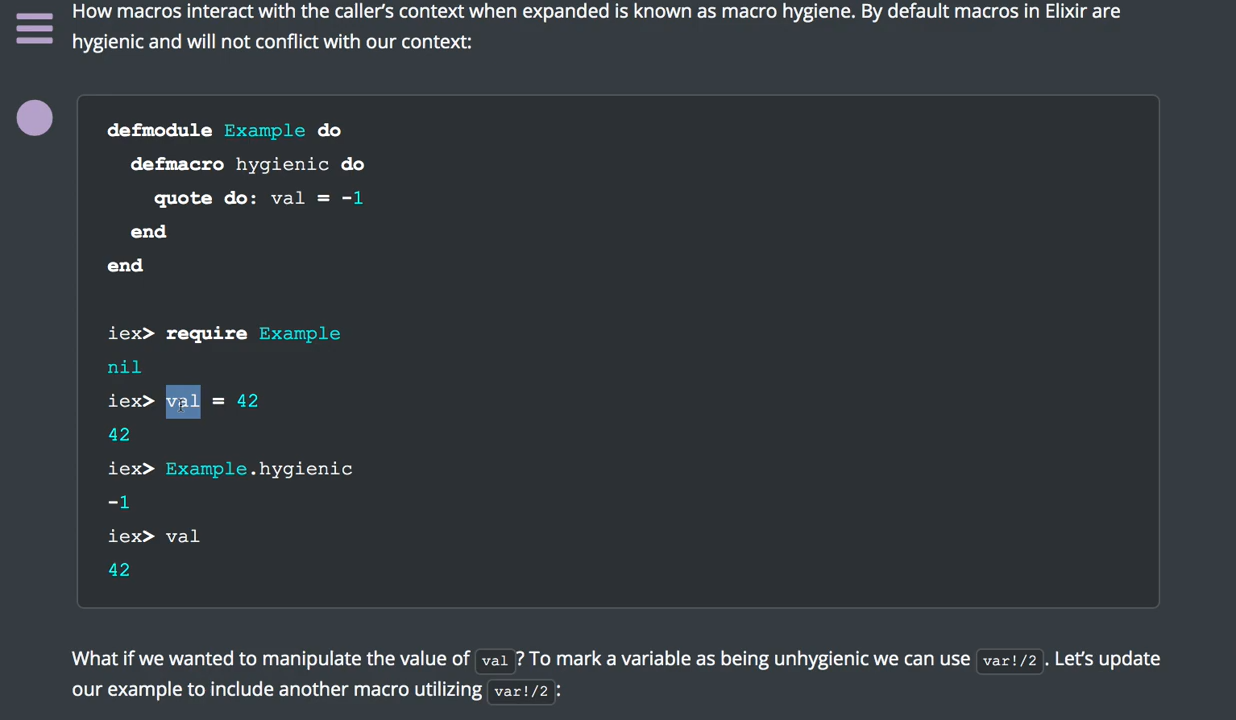 How macros interact with the caller’s context when expanded is known as macro hygiene. By default macros in Elixir are
hygienic and will not conflict with our context:
defmodule Example do
  defmacro hygienic do
    quote do: val = -1
  end
end
iex> require Example
nil
iex> val = 42
42
iex> Example.hygienic
-1
iex> val
42
What if we wanted to manipulate the value of val? To mark a variable as being unhygienic we can use var!/2. Let’s update
our example to include another macro utilizing var!/2: